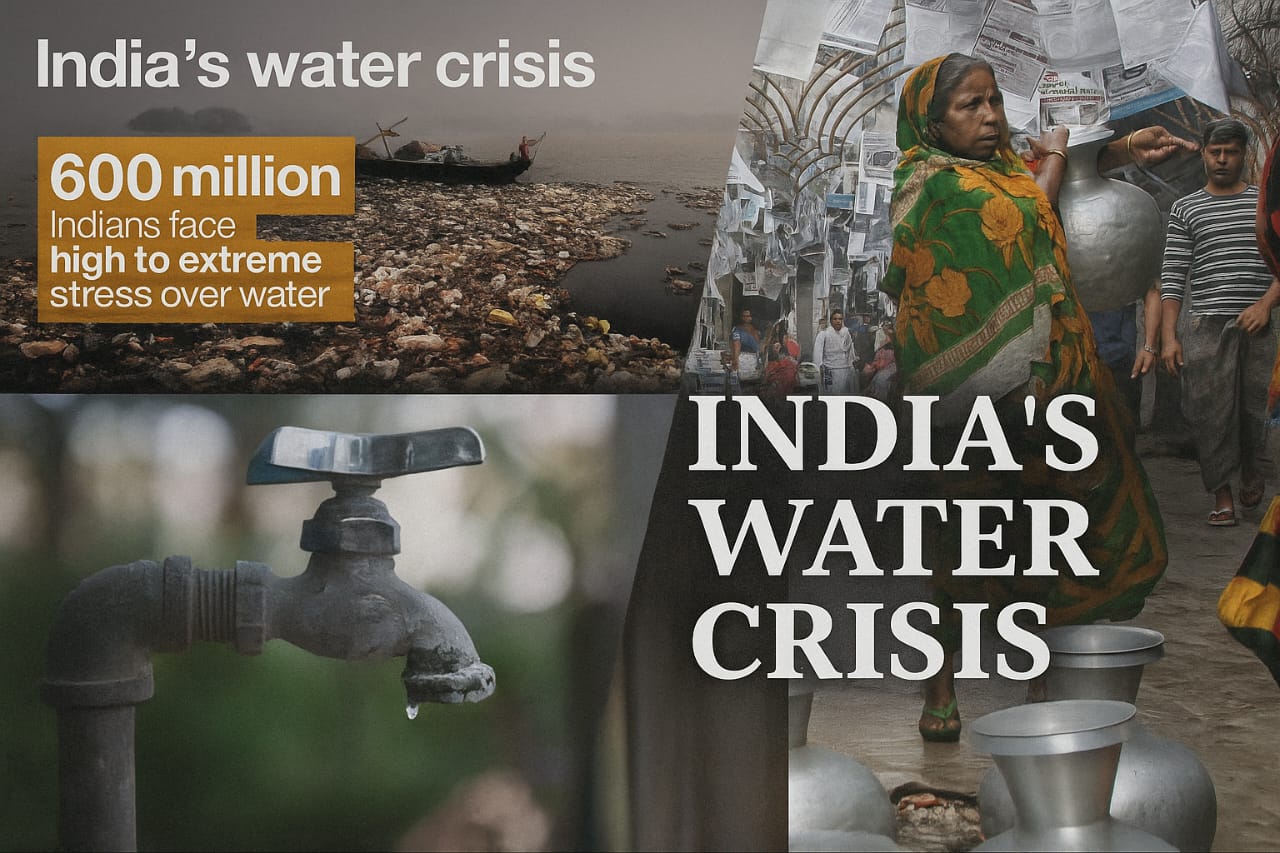 India’s water crisis
600 million
Indians face
high to extreme
stress over water
INDIA'S
WATER
CRISIS